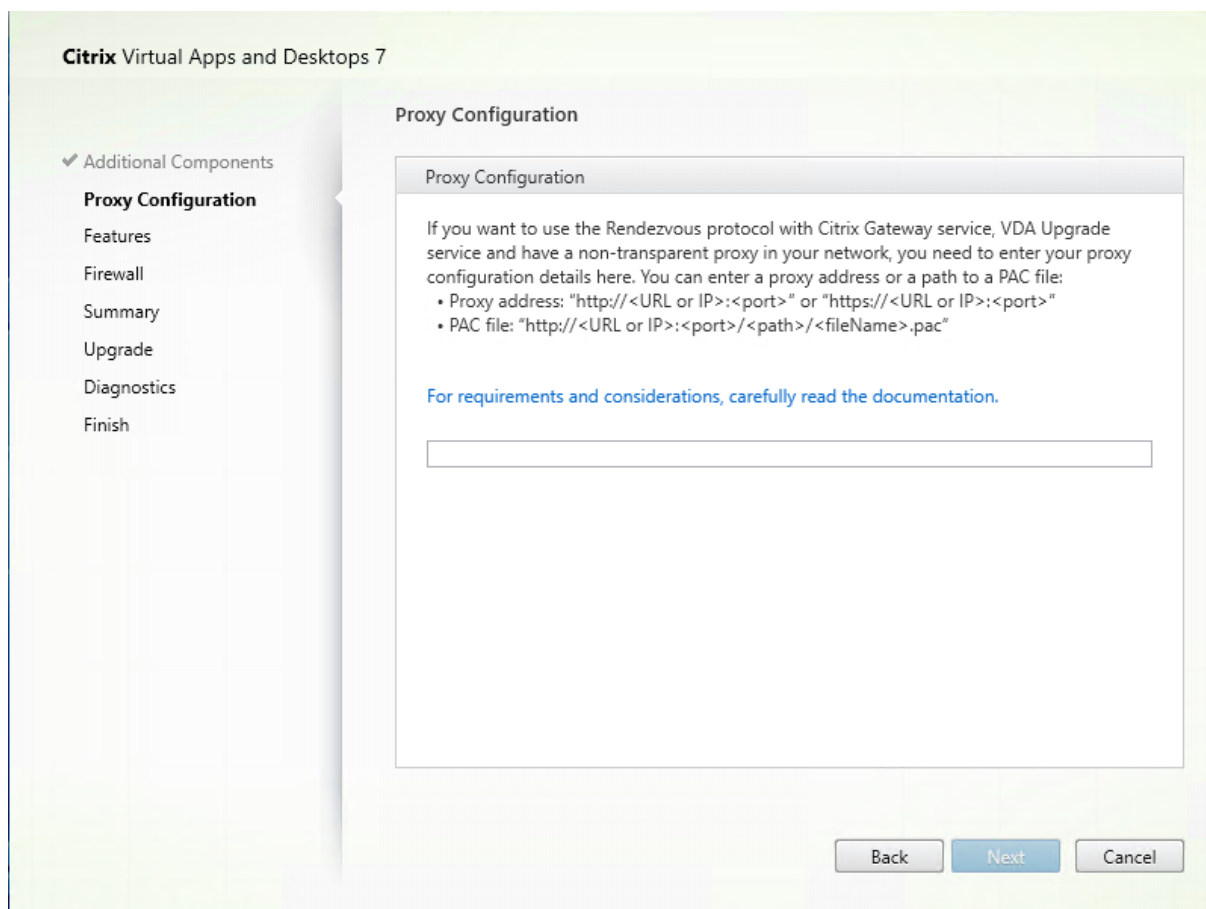 Citrix Virtual Apps and Desktops 7
✔ Additional Components
Proxy Configuration
Features
Firewall
Summary
Upgrade
Diagnostics
Finish
Proxy Configuration
Proxy Configuration
If you want to use the Rendezvous protocol with Citrix Gateway service, VDA Upgrade
service and have a non-transparent proxy in your network, you need to enter your proxy
configuration details here. You can enter a proxy address or a path to a PAC file:
• Proxy address: "http://<URL or IP>:<port>" or "https://<URL or IP>:<port>"
• PAC file: "http://<URL or IP>:<port>/<path>/<fileName>.pac"
For requirements and considerations, carefully read the documentation.
Back
Next
Cancel